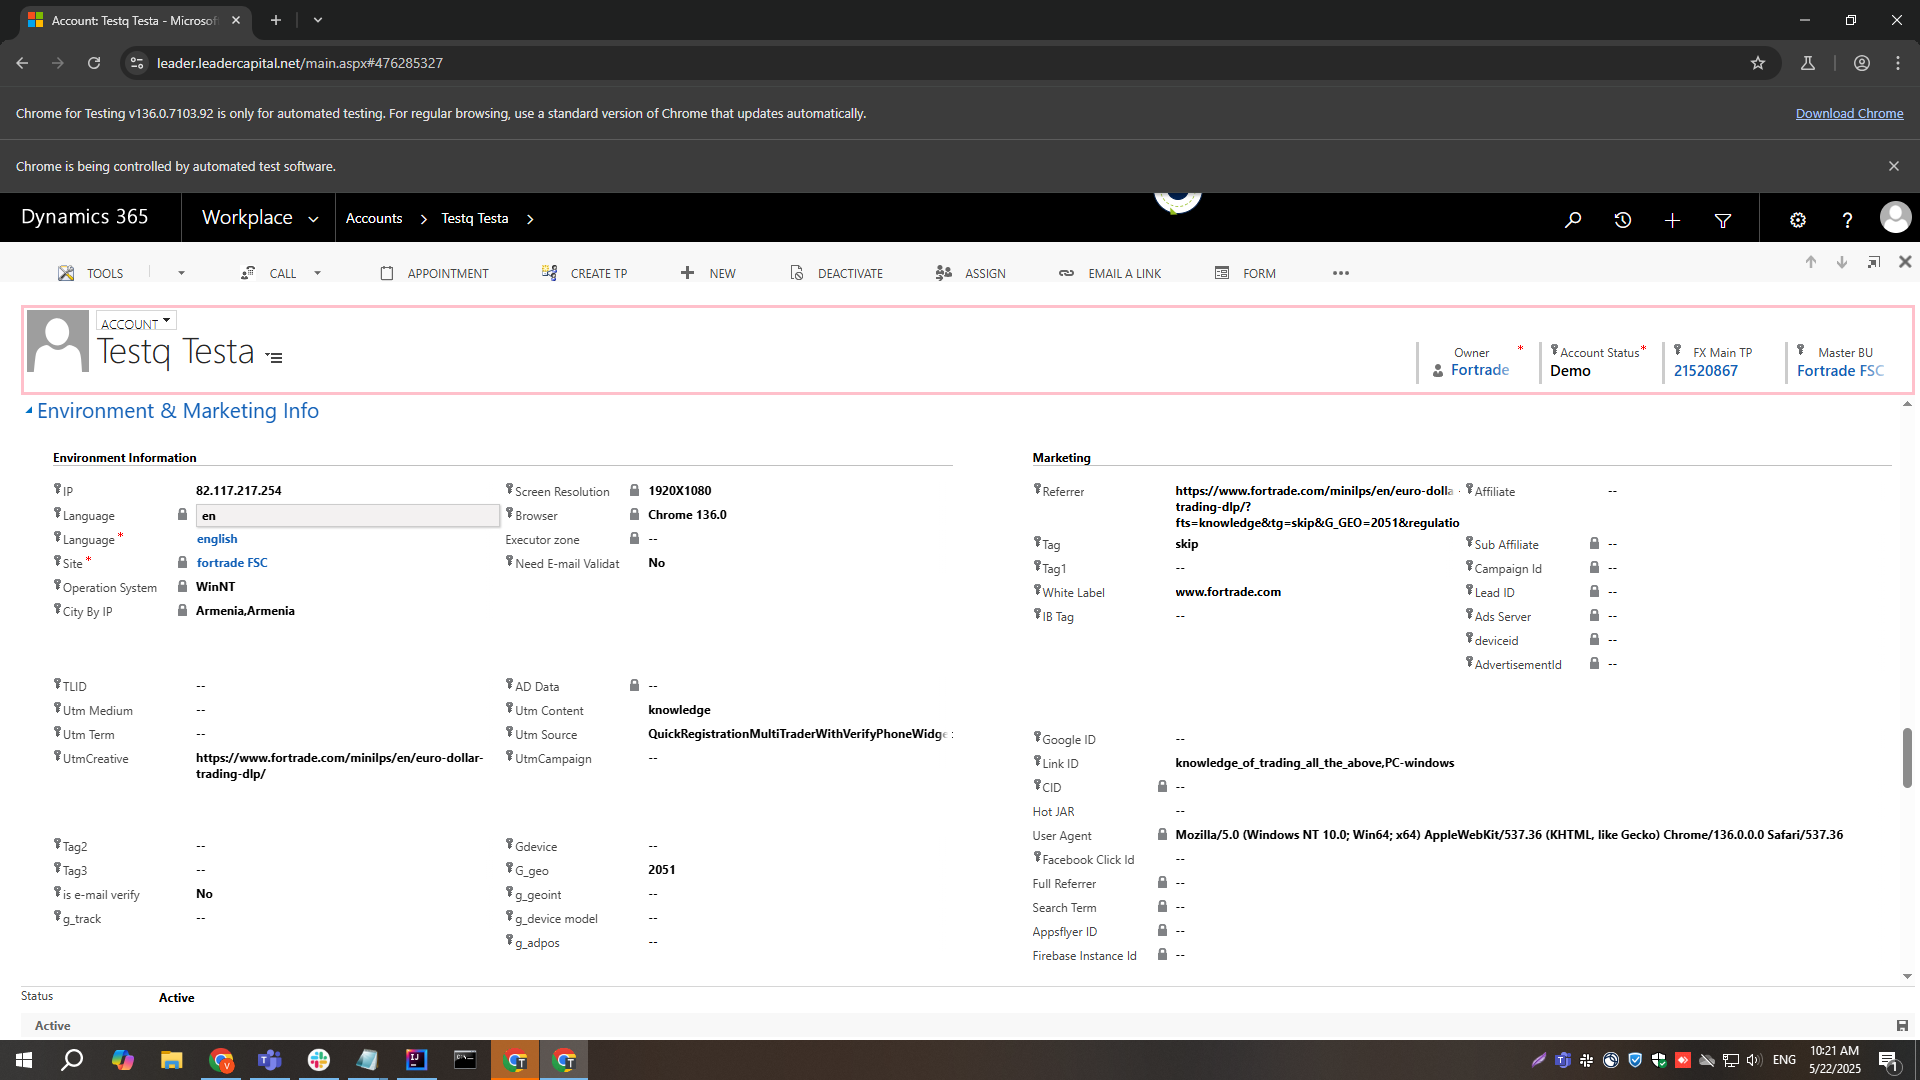 Account: Testq Testa - Microsof
leader.leadercapital.net/main.aspx#476285327
Chrome for Testing v136.0.7103.92 is only for automated testing. For regular browsing, use a standard version of Chrome that updates automatically.
Download Chrome
Chrome is being controlled by automated test software.
Dynamics 365
Workplace
Accounts
Testq Testa
TOOLS
CALL
APPOINTMENT
CREATE TP
NEW
DEACTIVATE
ASSIGN
EMAIL A LINK
FORM
ACCOUNT
Testq Testa
Owner *
Fortrade
Account Status*
Demo
FX Main TP
21520867
Master BU
Fortrade FSC
Environment & Marketing Info
Environment Information
IP 82.117.217.254
Language en
Language* english
Site* fortrade FSC
Operation System WinNT
City By IP Armenia,Armenia
Screen Resolution 1920X1080
Browser Chrome 136.0
Executor zone --
Need E-mail Validat No
TLID --
Utm Medium --
Utm Term --
UtmCreative https://www.fortrade.com/minilps/en/euro-dollar-
trading-dlp/
AD Data --
Utm Content knowledge
Utm Source QuickRegistrationMultiTraderWithVerifyPhoneWidge
UtmCampaign --
Tag2 --
Tag3 --
is e-mail verify No
g_track --
Gdevice --
G_geo 2051
g_geoint --
g_device model --
g_adpos --
Marketing
Referrer https://www.fortrade.com/minilps/en/euro-dolla
trading-dlp/?
fts=knowledge&tg=skip&G_GEO=2051&regulatio
Tag skip
Tag1 --
White Label www.fortrade.com
IB Tag --
Affiliate --
Sub Affiliate --
Campaign Id --
Lead ID --
Ads Server --
deviceid --
AdvertisementId --
Google ID --
Link ID knowledge_of_trading_all_the_above,PC-windows
CID --
Hot JAR --
User Agent Mozilla/5.0 (Windows NT 10.0; Win64; x64) AppleWebKit/537.36 (KHTML, like Gecko) Chrome/136.0.0.0 Safari/537.36
Facebook Click Id --
Full Referrer --
Search Term --
Appsflyer ID --
Firebase Instance Id --
Status Active
Active
ENG
10:21 AM
5/22/2025
1